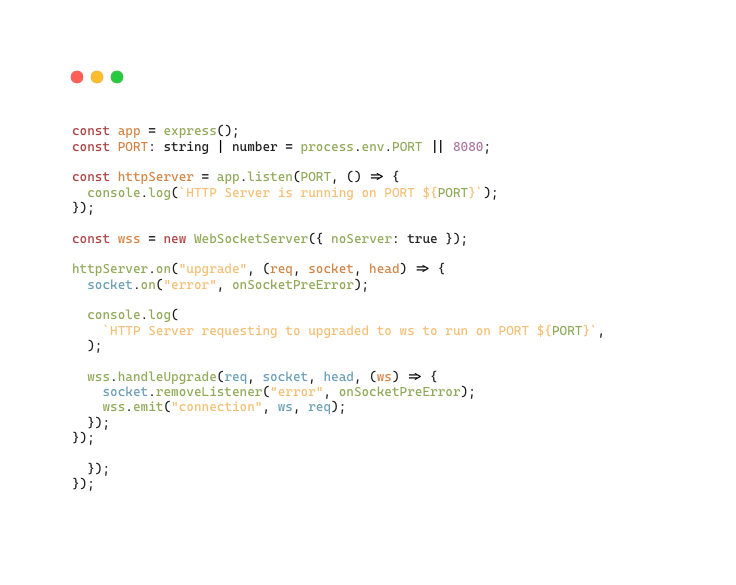 const app = express();
const PORT: string | number = process.env.PORT || 8080;
const httpServer = app.listen(PORT, () => {
  console.log(`HTTP Server is running on PORT ${PORT}`);
});
const wss = new WebSocketServer({ noServer: true });
httpServer.on("upgrade", (req, socket, head) => {
  socket.on("error", onSocketPreError);
  console.log(
    `HTTP Server requesting to upgraded to ws to run on PORT ${PORT}`,
  );
  wss.handleUpgrade(req, socket, head, (ws) => {
    socket.removeListener("error", onSocketPreError);
    wss.emit("connection", ws, req);
  });
});
  });
});